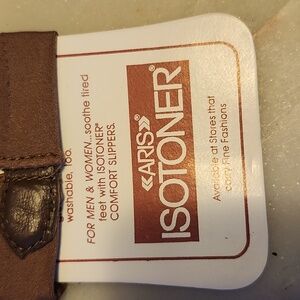 washable, too.
FOR MEN & WOMEN...soothe tired
feet with ISOTONER®
COMFORT SLIPPERS.
«ARIS»®
ISOTONER®
Available at Stores that
carry Fine Fashions